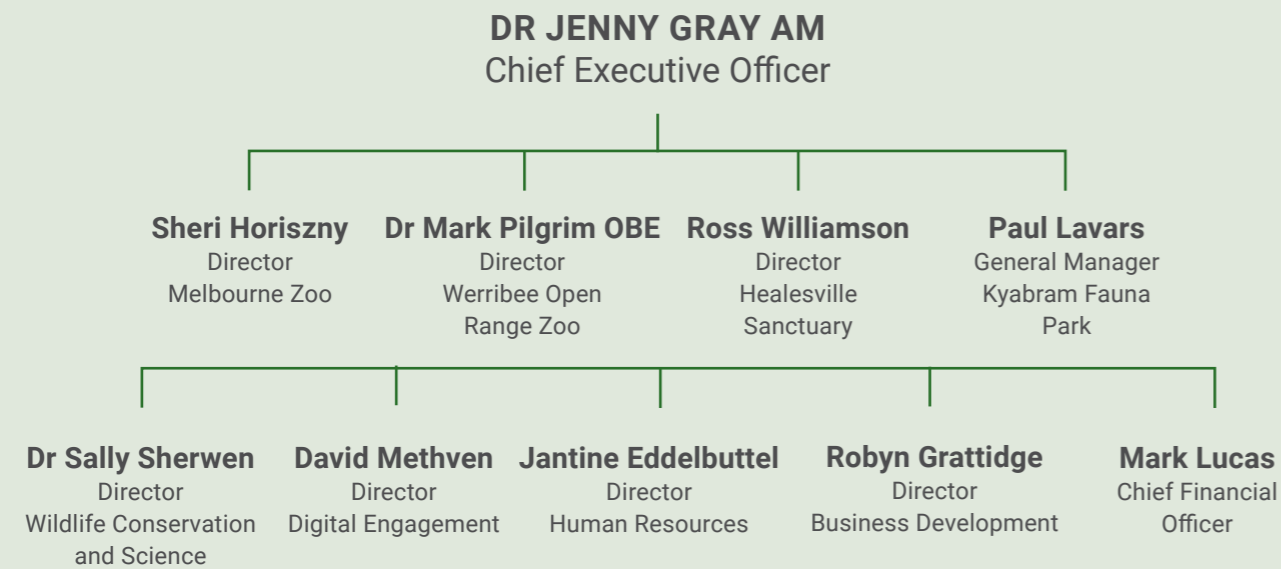 DR JENNY GRAY AM
Chief Executive Officer
Sheri Horiszny
Director
Melbourne Zoo
Dr Mark Pilgrim OBE
Director
Werribee Open
Range Zoo
Ross Williamson
Director
Healesville
Sanctuary
Paul Lavars
General Manager
Kyabram Fauna
Park
Dr Sally Sherwen
Director
Wildlife Conservation
and Science
David Methven
Director
Digital Engagement
Jantine Eddelbuttel
Director
Human Resources
Robyn Grattidge
Director
Business Development
Mark Lucas
Chief Financial
Officer